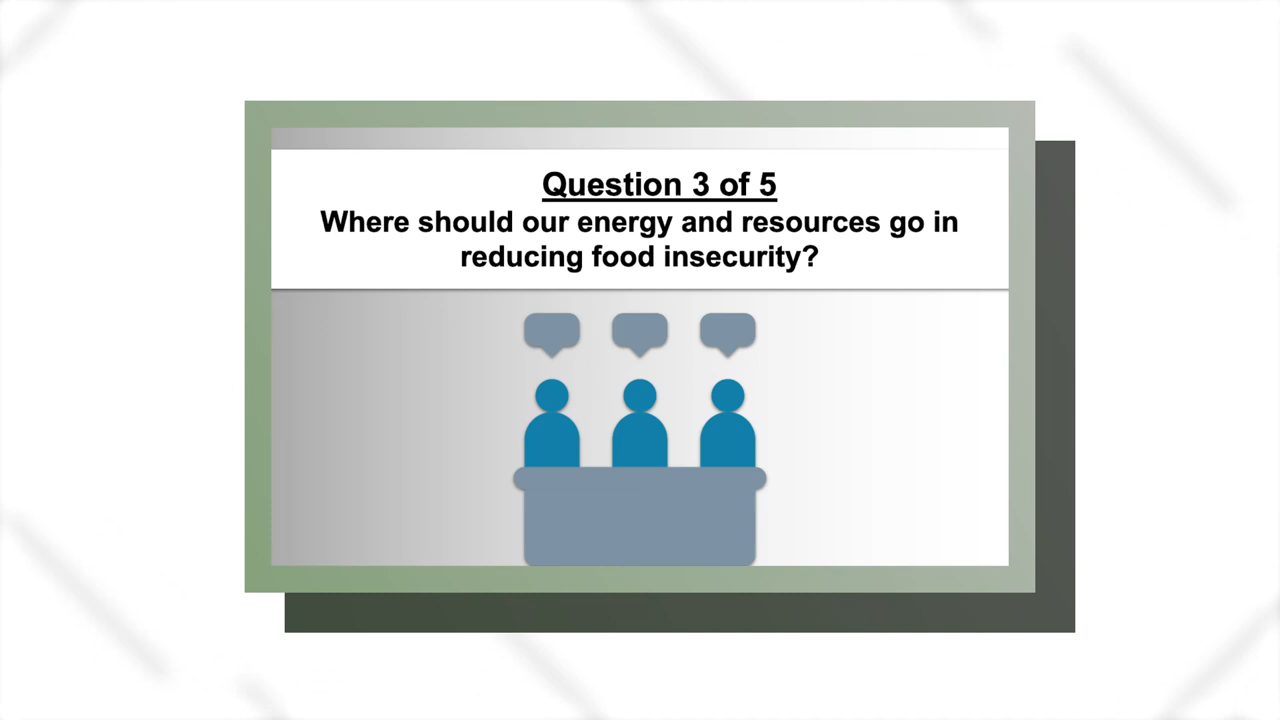 Question 3 of 5
Where should our energy and resources go in
reducing food insecurity?